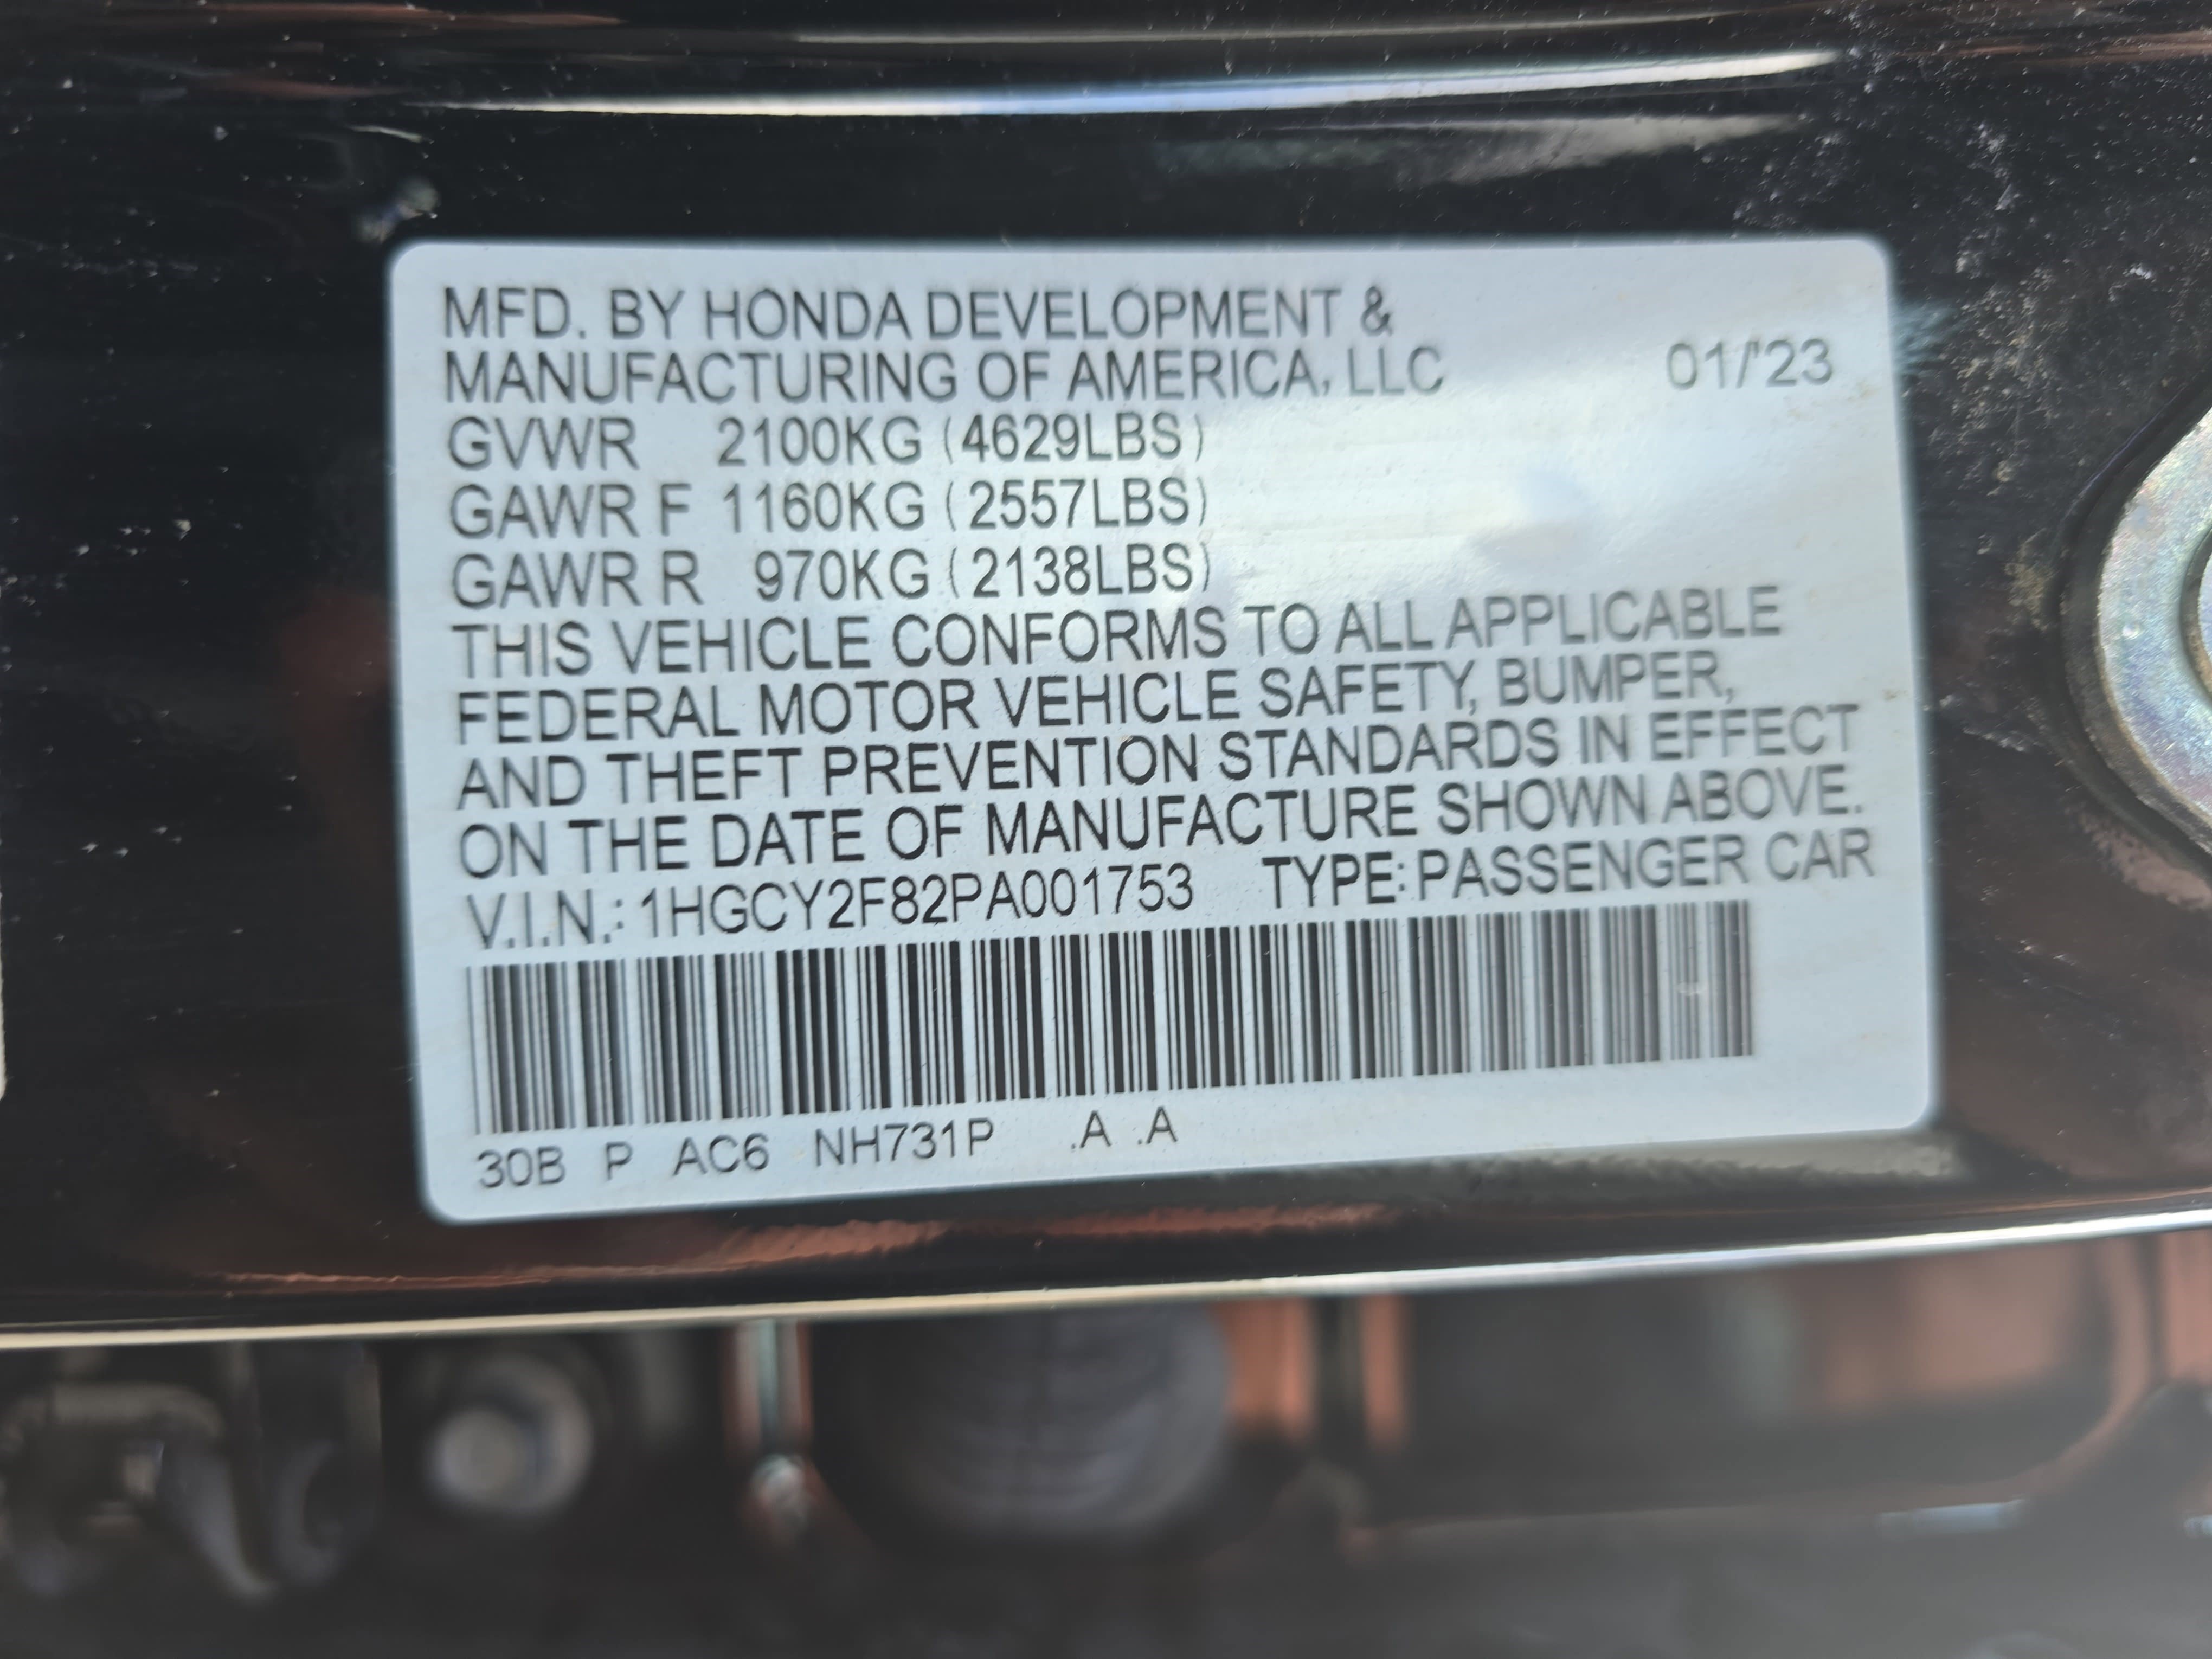 MFD. BY HONDA DEVELOPMENT &
MANUFACTURING OF AMERICA, LLC 01/'23
GVWR 2100KG (4629LBS)
GAWR F 1160KG (2557LBS)
GAWR R 970KG (2138LBS)
THIS VEHICLE CONFORMS TO ALL APPLICABLE
FEDERAL MOTOR VEHICLE SAFETY, BUMPER,
AND THEFT PREVENTION STANDARDS IN EFFECT
ON THE DATE OF MANUFACTURE SHOWN ABOVE.
V.I.N.: 1HGCY2F82PA001753 TYPE: PASSENGER CAR
30B P AC6 NH731P .A .A